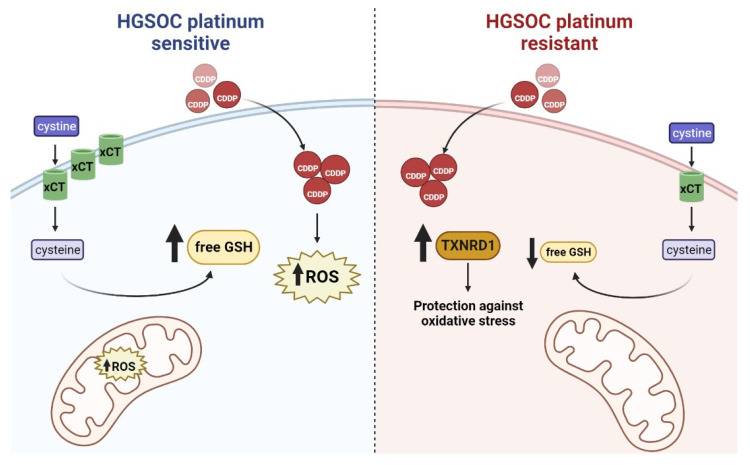 HGSOC platinum
sensitive
CDDP
CDDP
CDDP
cystine
xCT
xCT
xCT
CDDP
CDDP
CDDP
cysteine
free GSH
ROS
ROS
HGSOC platinum
resistant
CDDP
CDDP
CDDP
cystine
CDDP
CDDP
CDDP
xCT
TXNRD1
free GSH
cysteine
Protection against
oxidative stress